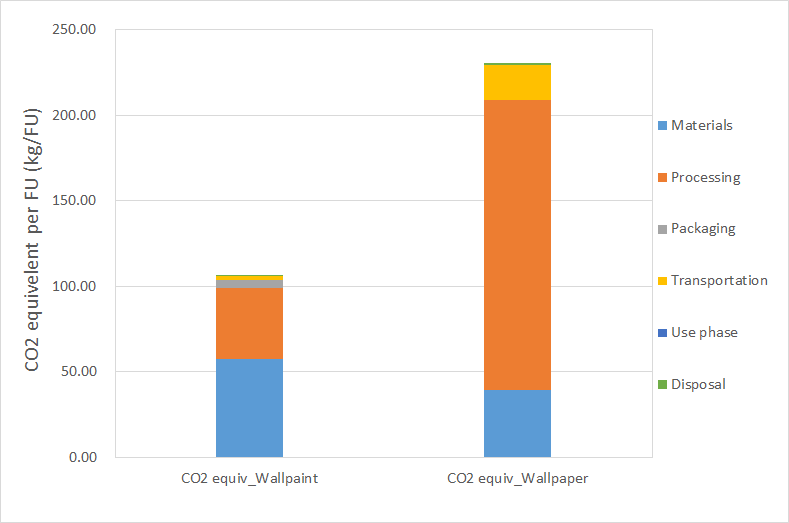 CO2 equivelent per FU (kg/FU)
250.00
200.00
150.00
100.00
50.00
0.00
CO2 equiv_Wallpaint
CO2 equiv_Wallpaper
Materials
Processing
Packaging
Transportation
Use phase
Disposal